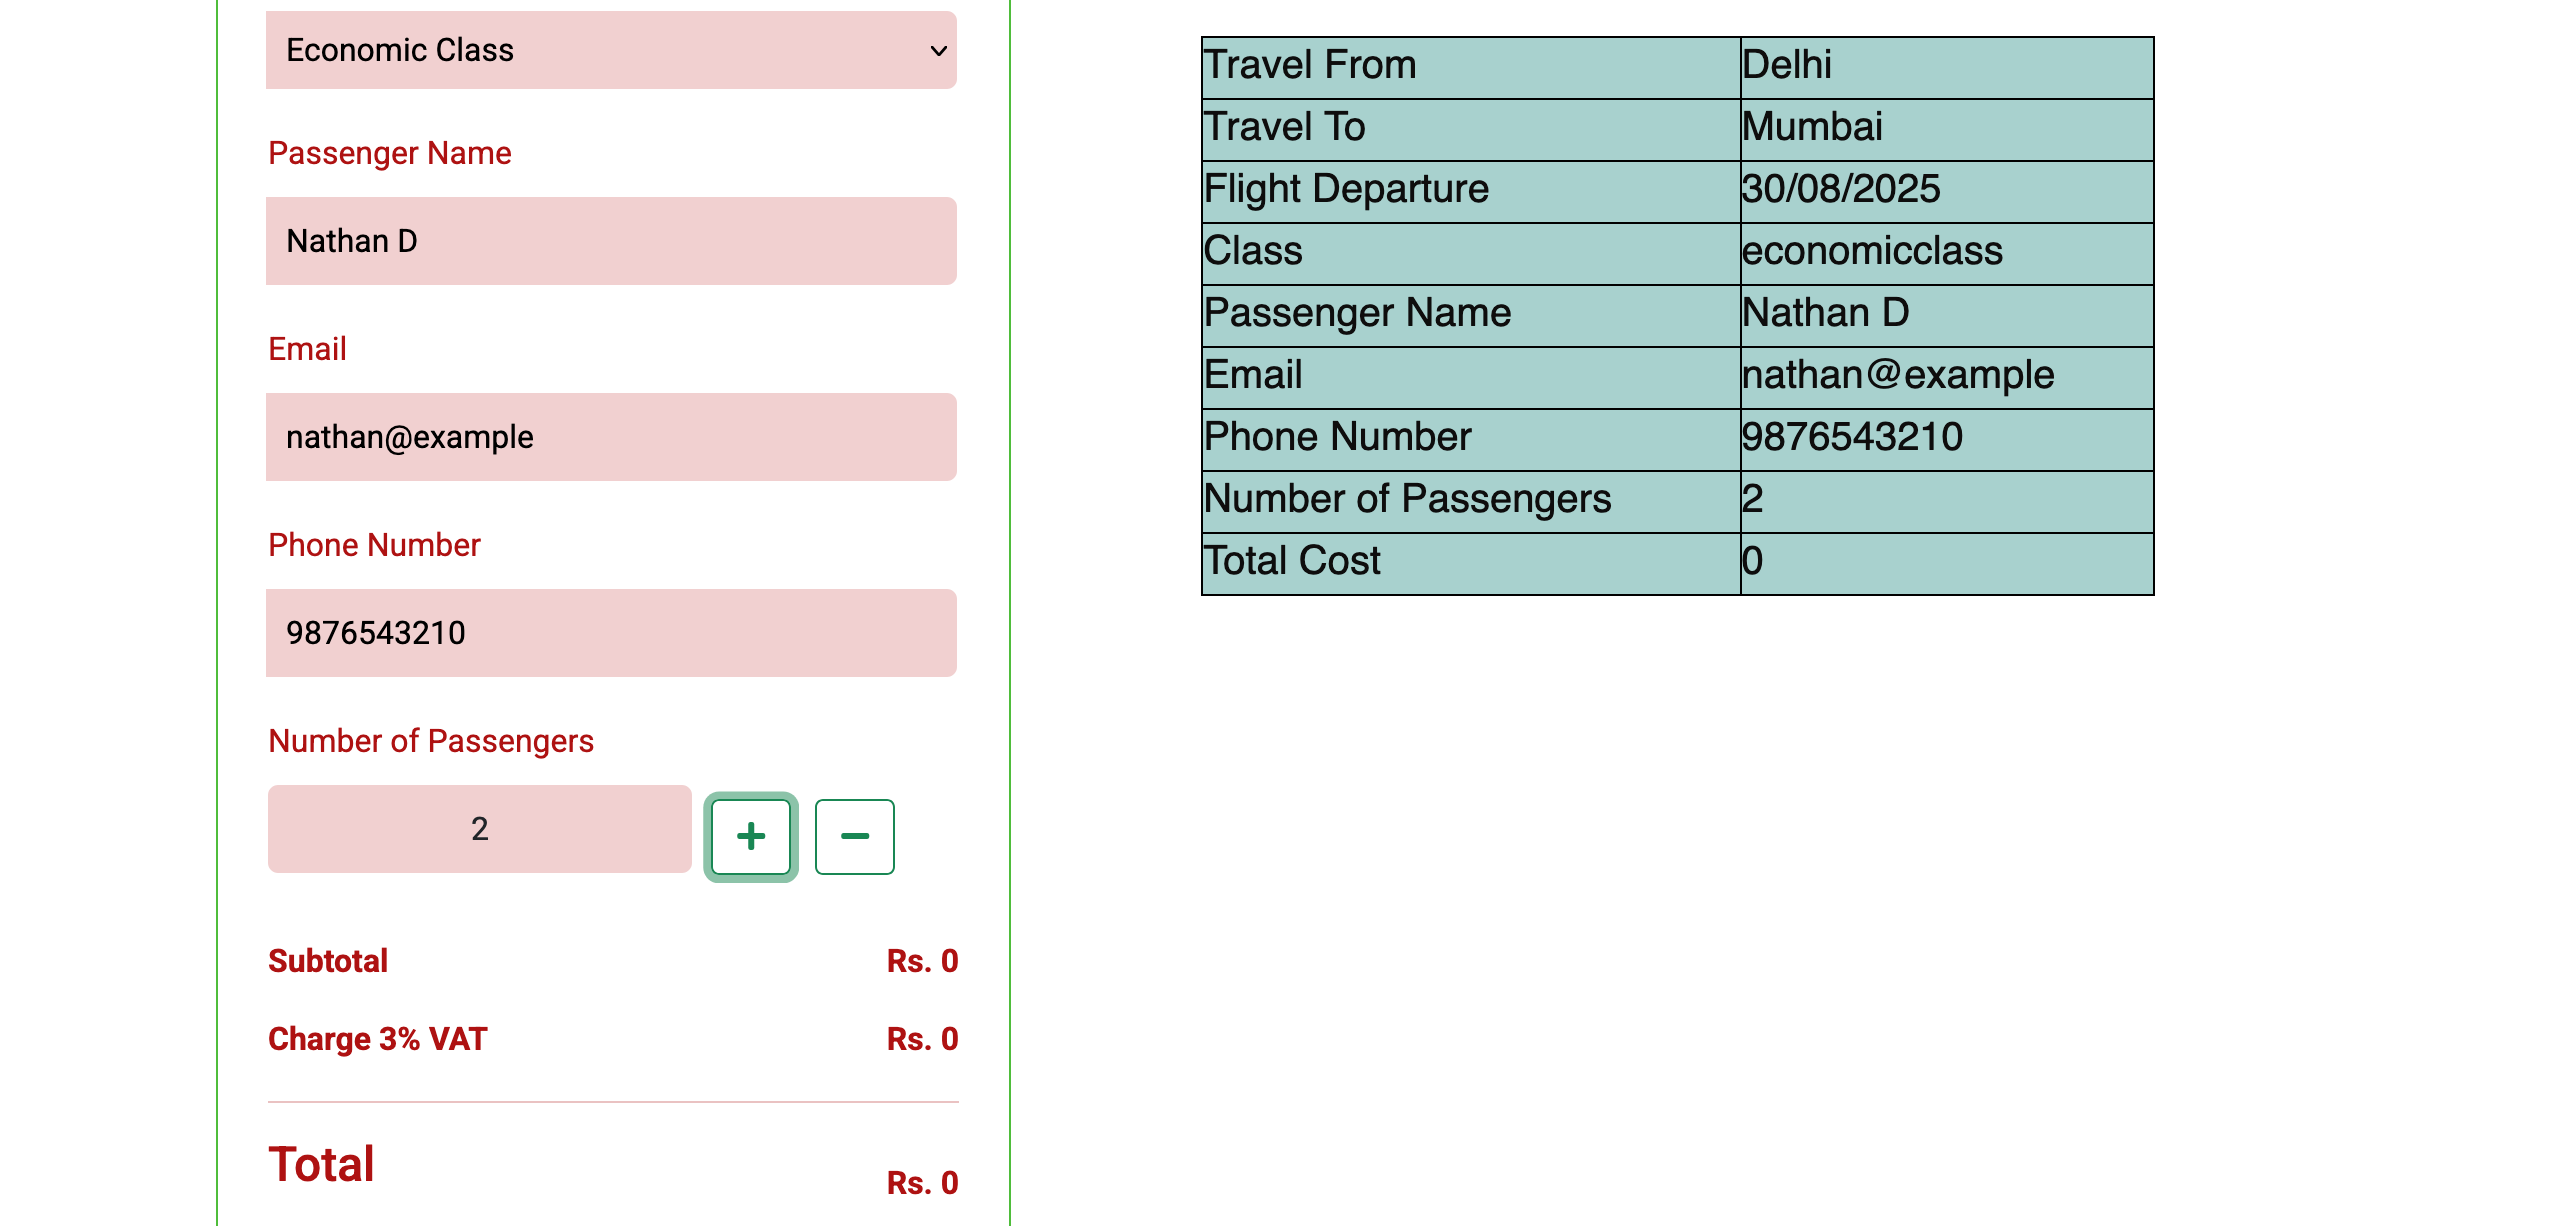 Economic Class
Passenger Name
Nathan D
Email
nathan@example
Phone Number
9876543210
Number of Passengers
2
Subtotal Rs. 0
Charge 3% VAT Rs. 0
Total Rs. 0
Travel From Delhi
Travel To Mumbai
Flight Departure 30/08/2025
Class economicclass
Passenger Name Nathan D
Email nathan@example
Phone Number 9876543210
Number of Passengers 2
Total Cost 0